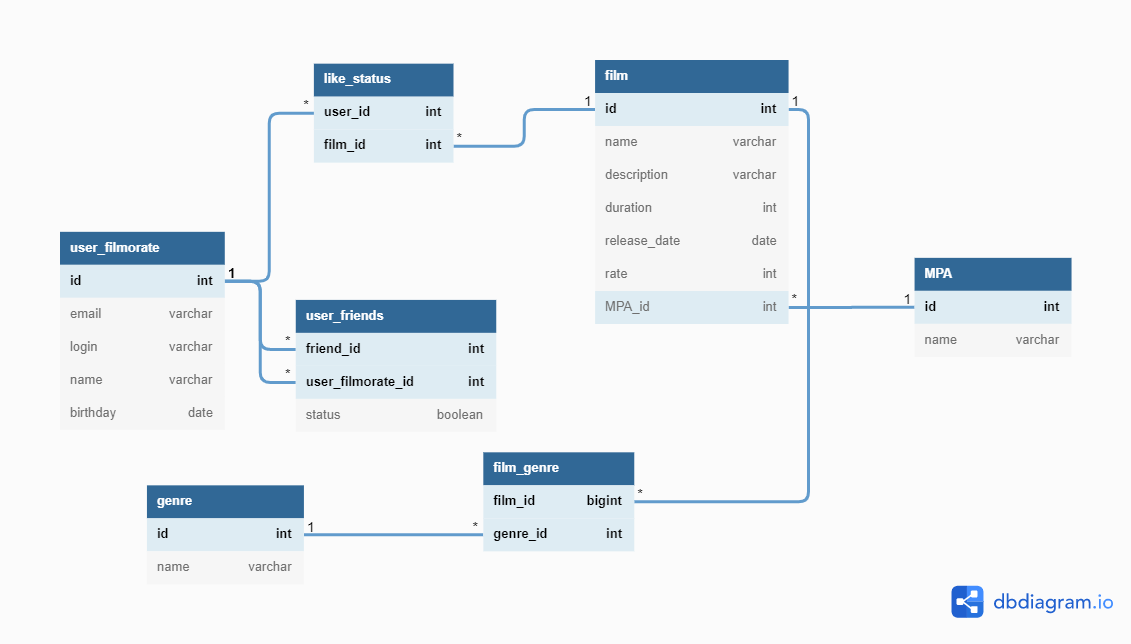 like_status
user_id int
film_id int
film
id int
name varchar
description varchar
duration int
release_date date
rate int
MPA_id int
user_filmorate
id int
email varchar
login varchar
name varchar
birthday date
user_friends
friend_id int
user_filmorate_id int
status boolean
MPA
id int
name varchar
genre
id int
name varchar
film_genre
film_id bigint
genre_id int
* * 1 1
1 * *
* 1
1 * *
dbdiagram.io